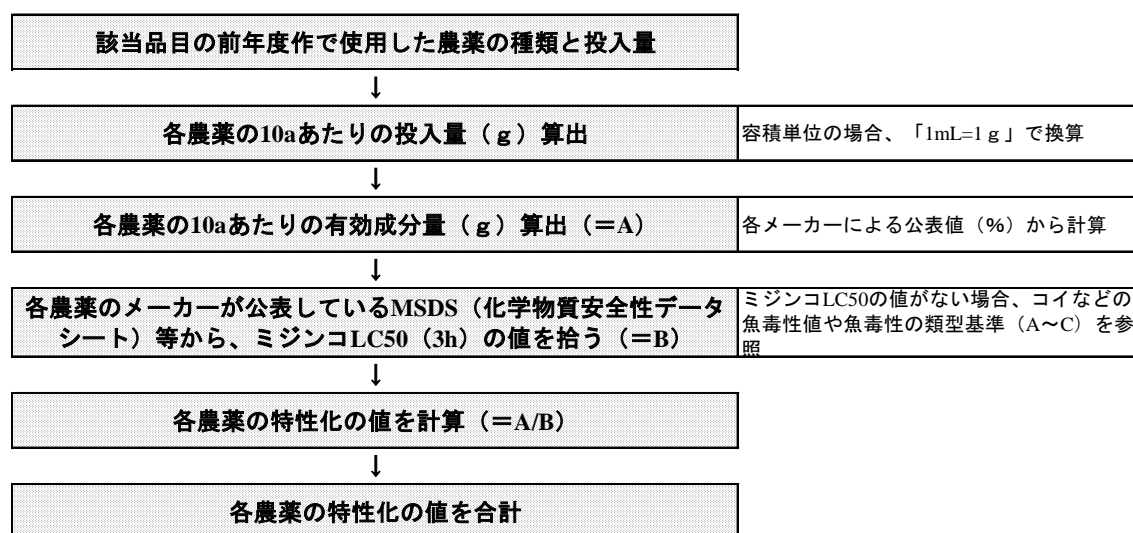 該当品目の前年度作で使用した農薬の種類と投入量
↓
各農薬の10aあたりの投入量（ｇ）算出
容積単位の場合、「1mL=1ｇ」で換算
↓
各農薬の10aあたりの有効成分量（ｇ）算出（＝A）
各メーカーによる公表値（%）から計算
↓
各農薬のメーカーが公表しているMSDS（化学物質安全性データ
シート）等から、ミジンコLC50（3h）の値を拾う（＝B）
ミジンコLC50の値がない場合、コイなどの
魚毒性値や魚毒性の類型基準（A～C）を参
照
↓
各農薬の特性化の値を計算（＝A/B）
↓
各農薬の特性化の値を合計